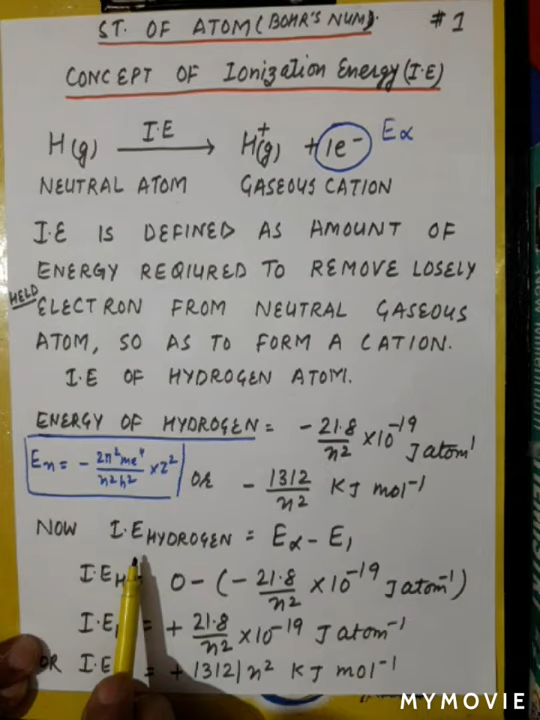 ST. OF ATOM (BOHR'S NUM). #1
CONCEPT OF Ionization Energy (I.E)
H(g) I.E → H⁺(g) + 1e⁻ E∝
NEUTRAL ATOM GASEOUS CATION
I.E IS DEFINED AS AMOUNT OF
ENERGY REQIURED TO REMOVE LOSELY
HELD ELECTRON FROM NEUTRAL GASEOUS
ATOM, SO AS TO FORM A CATION.
I.E OF HYDROGEN ATOM.
ENERGY OF HYDROGEN = - 21.8/n² × 10⁻¹⁹ J atom⁻¹
En = - 2π²me⁴/n²h² × Z² OR - 1312/n² KJ mol⁻¹
NOW I.E HYDROGEN = E∝ - E₁
I.E H 0 - (- 21.8/n² × 10⁻¹⁹ J atom⁻¹)
I.E = + 21.8/n² × 10⁻¹⁹ J atom⁻¹
OR I.E = + 1312/n² KJ mol⁻¹
MYMOVIE